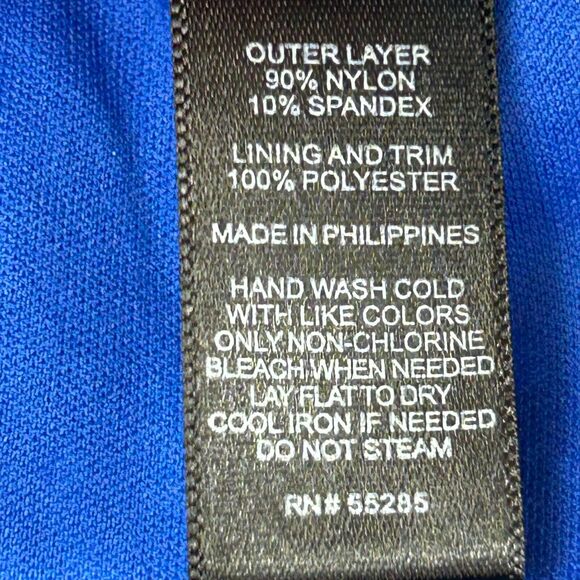 OUTER LAYER
90% NYLON
10% SPANDEX
LINING AND TRIM
100% POLYESTER
MADE IN PHILIPPINES
HAND WASH COLD
WITH LIKE COLORS
ONLY NON-CHLORINE
BLEACH WHEN NEEDED
LAY FLAT TO DRY
COOL IRON IF NEEDED
DO NOT STEAM
RN# 55285